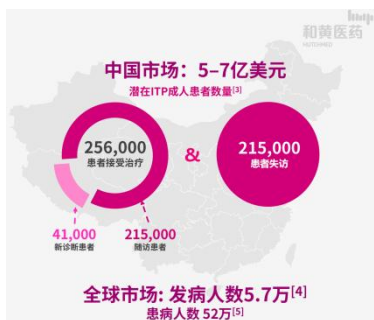 和黄医药
HUTCHMED
中国市场：5–7亿美元
潜在ITP成人患者数量[3]
256,000
患者接受治疗
&
215,000
患者失访
41,000
新诊断患者
215,000
随访患者
全球市场: 发病人数5.7万[4]
患病人数 52万[5]